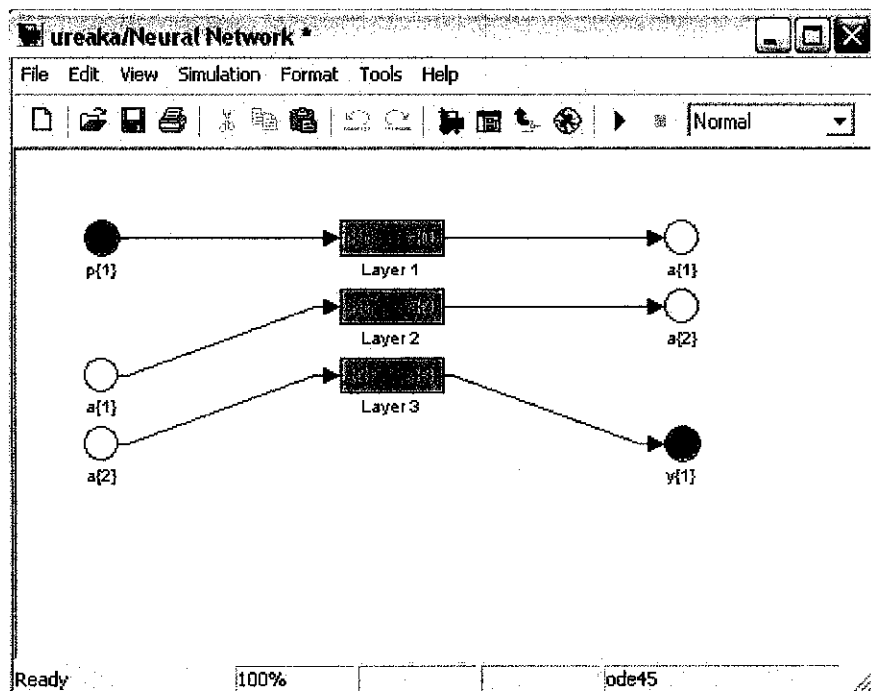 ureaka/Neural Network *
File Edit View Simulation Format Tools Help
Normal
p{1}
Layer 1
a{1}
Layer 2
a{2}
a{1}
Layer 3
a{2}
y{1}
Ready 100% ode45